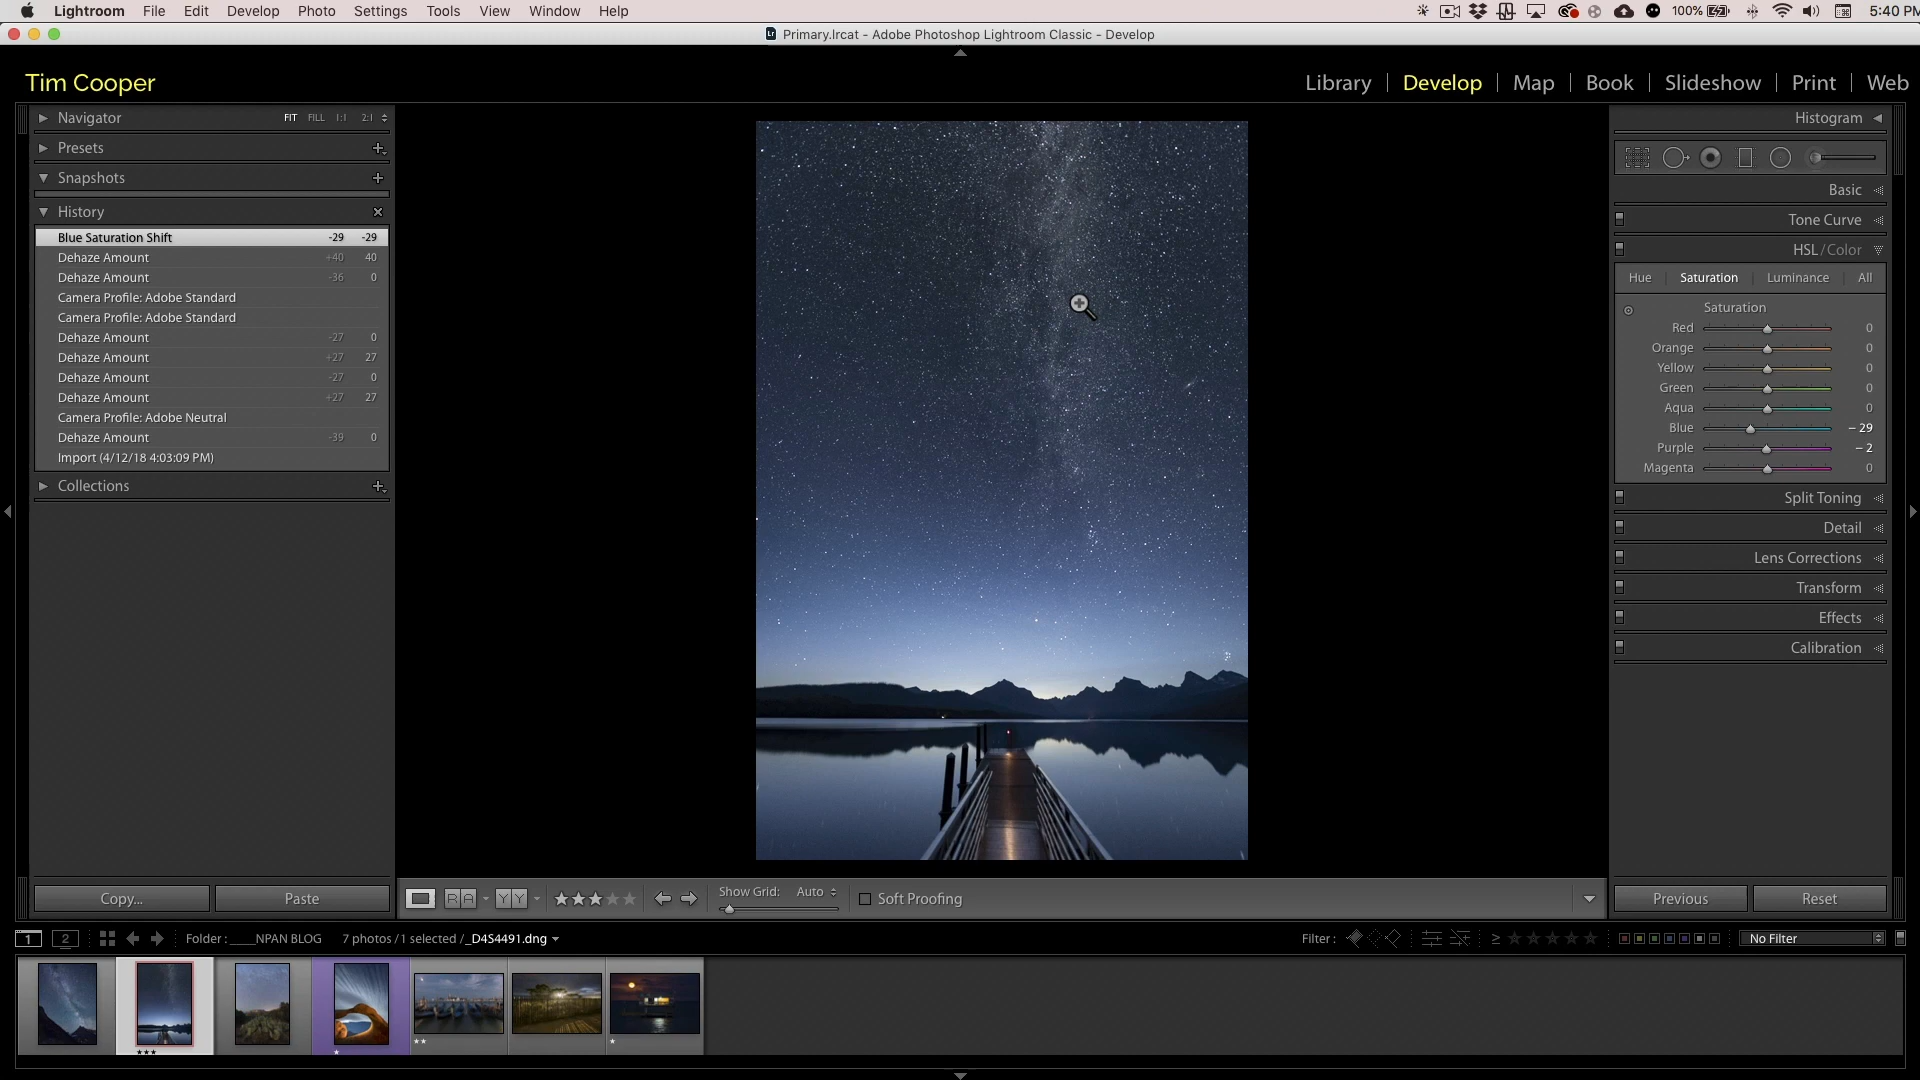 Lightroom File Edit Develop Photo Settings Tools View Window Help 100% 5:40 PM
Lr Primary.lrcat - Adobe Photoshop Lightroom Classic - Develop
Tim Cooper
Library | Develop | Map | Book | Slideshow | Print | Web
Navigator FIT FILL 1:1 2:1
Presets
Snapshots
History
Blue Saturation Shift -29 -29
Dehaze Amount +40 40
Dehaze Amount -36 0
Camera Profile: Adobe Standard
Camera Profile: Adobe Standard
Dehaze Amount -27 0
Dehaze Amount +27 27
Dehaze Amount -27 0
Dehaze Amount +27 27
Camera Profile: Adobe Neutral
Dehaze Amount -39 0
Import (4/12/18 4:03:09 PM)
Collections
Copy... Paste
Histogram
Basic
Tone Curve
HSL / Color
Hue | Saturation | Luminance | All
Saturation
Red 0
Orange 0
Yellow 0
Green 0
Aqua 0
Blue - 29
Purple - 2
Magenta 0
Split Toning
Detail
Lens Corrections
Transform
Effects
Calibration
R A Y Y Show Grid: Auto Soft Proofing
Previous Reset
1 2 Folder : ____NPAN BLOG 7 photos / 1 selected / _D4S4491.dng Filter : ≥ No Filter